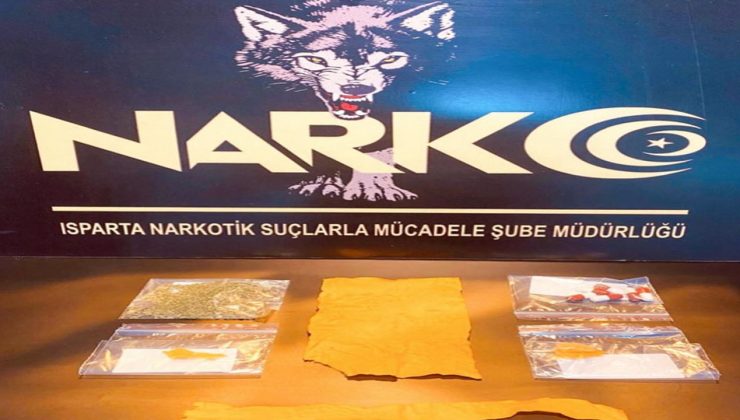 NARKO
ISPARTA NARKOTİK SUÇLARLA MÜCADELE ŞUBE MÜDÜRLÜĞÜ